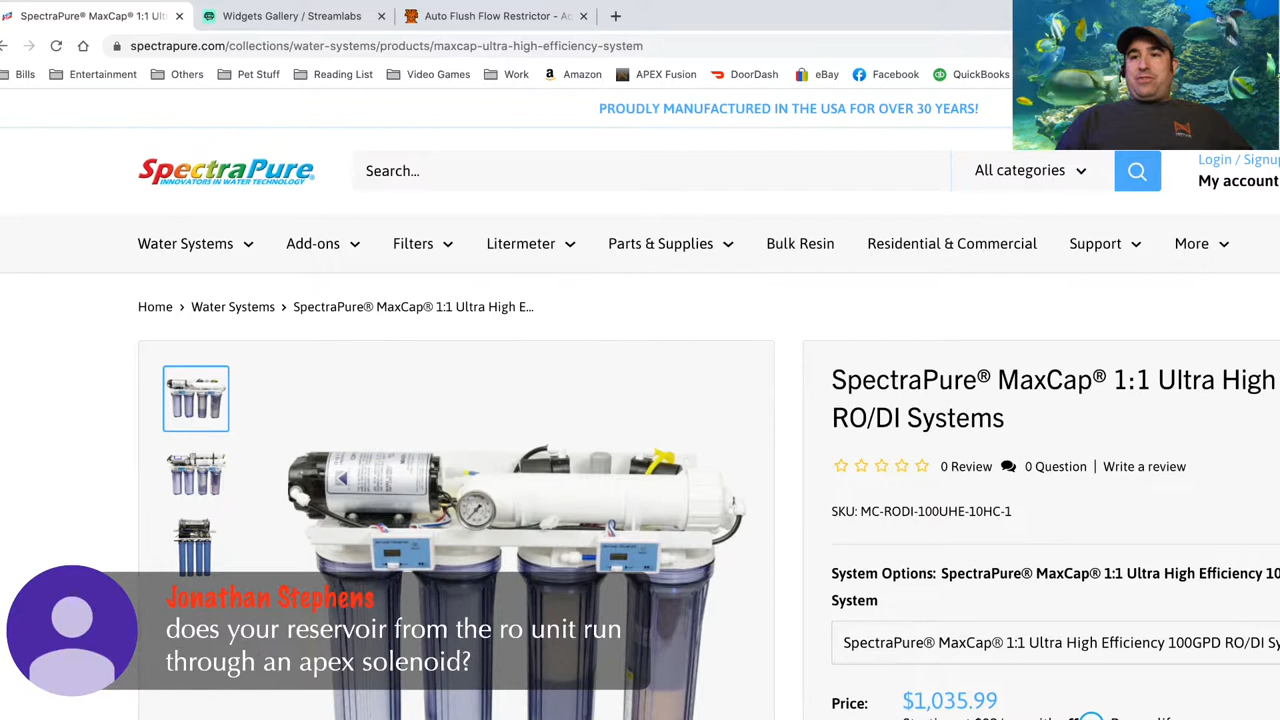 SpectraPure® MaxCap® 1:1 Ult
Widgets Gallery / Streamlabs
Auto Flush Flow Restrictor - A
spectrapure.com/collections/water-systems/products/maxcap-ultra-high-efficiency-system
Bills
Entertainment
Others
Pet Stuff
Reading List
Video Games
Work
Amazon
APEX Fusion
DoorDash
eBay
Facebook
QuickBooks
PROUDLY MANUFACTURED IN THE USA FOR OVER 30 YEARS!
SpectraPure®
INNOVATORS IN WATER TECHNOLOGY
Search...
All categories
Login / Signup
My account
Water Systems
Add-ons
Filters
Litermeter
Parts & Supplies
Bulk Resin
Residential & Commercial
Support
More
Home > Water Systems > SpectraPure® MaxCap® 1:1 Ultra High E...
SpectraPure® MaxCap® 1:1 Ultra High
RO/DI Systems
0 Review
0 Question | Write a review
SKU: MC-RODI-100UHE-10HC-1
System Options: SpectraPure® MaxCap® 1:1 Ultra High Efficiency 10
System
SpectraPure® MaxCap® 1:1 Ultra High Efficiency 100GPD RO/DI Sy
Price: $1,035.99
Jonathan Stephens
does your reservoir from the ro unit run
through an apex solenoid?